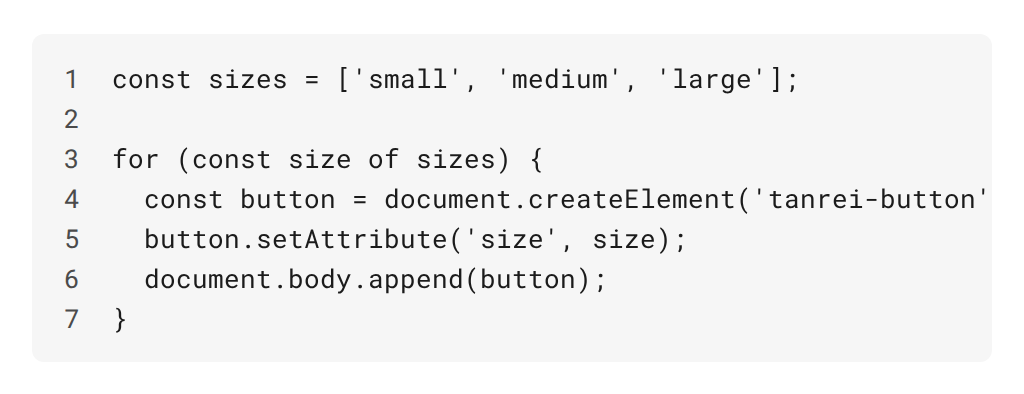 1 const sizes = ['small', 'medium', 'large'];
2
3 for (const size of sizes) {
4   const button = document.createElement('tanrei-button'
5   button.setAttribute('size', size);
6   document.body.append(button);
7 }